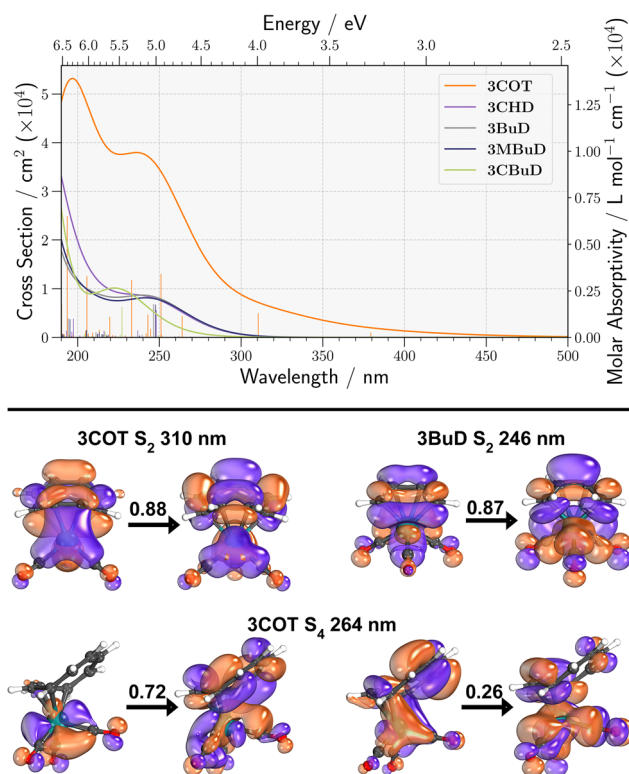 Energy / eV
6.5 6.0 5.5 5.0 4.5 4.0 3.5 3.0 2.5
Cross Section / cm² (×10⁴)
5
4
3
2
1
0
3COT
3CHD
3BuD
3MBuD
3CBuD
Molar Absorptivity / L mol⁻¹ cm⁻¹ (×10⁴)
1.25
1.00
0.75
0.50
0.25
0.00
200 250 300 350 400 450 500
Wavelength / nm
3COT S₂ 310 nm
3BuD S₂ 246 nm
0.88
0.87
3COT S₄ 264 nm
0.72
0.26